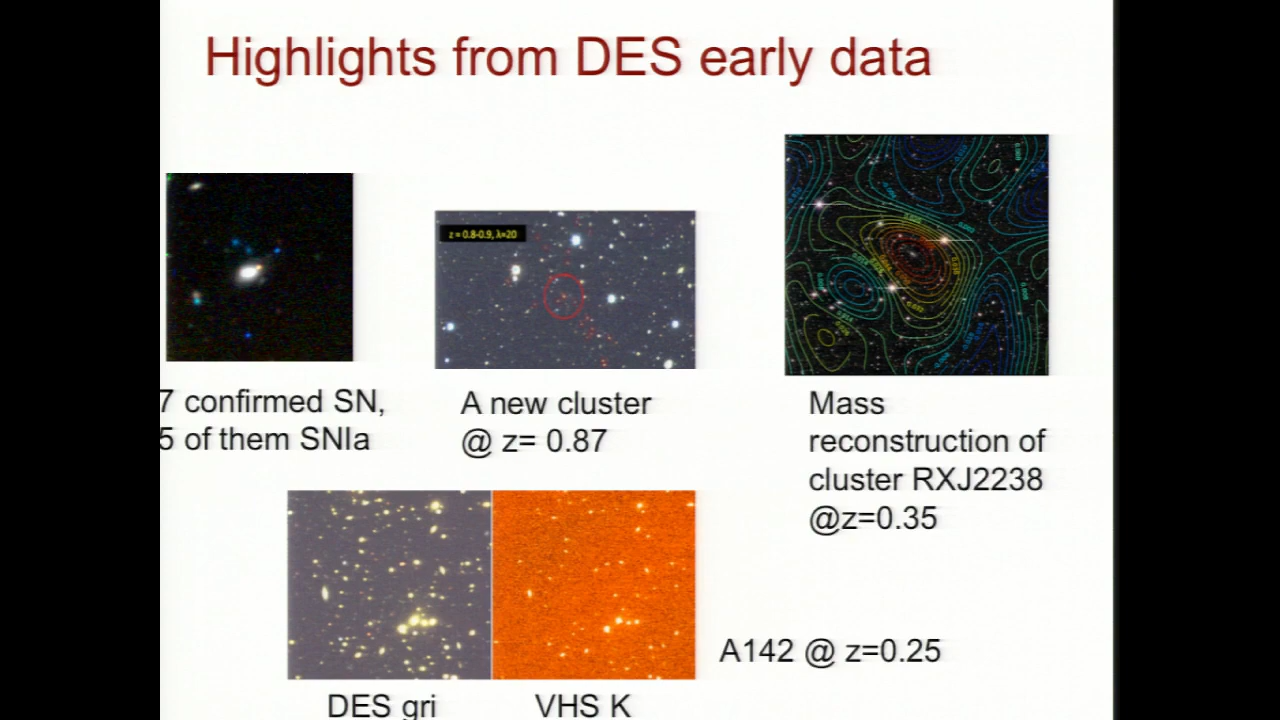 Highlights from DES early data
z = 0.8-0.9, λ=20
7 confirmed SN,
5 of them SNIa
A new cluster
@ z= 0.87
Mass
reconstruction of
cluster RXJ2238
@z=0.35
A142 @ z=0.25
DES gri
VHS K